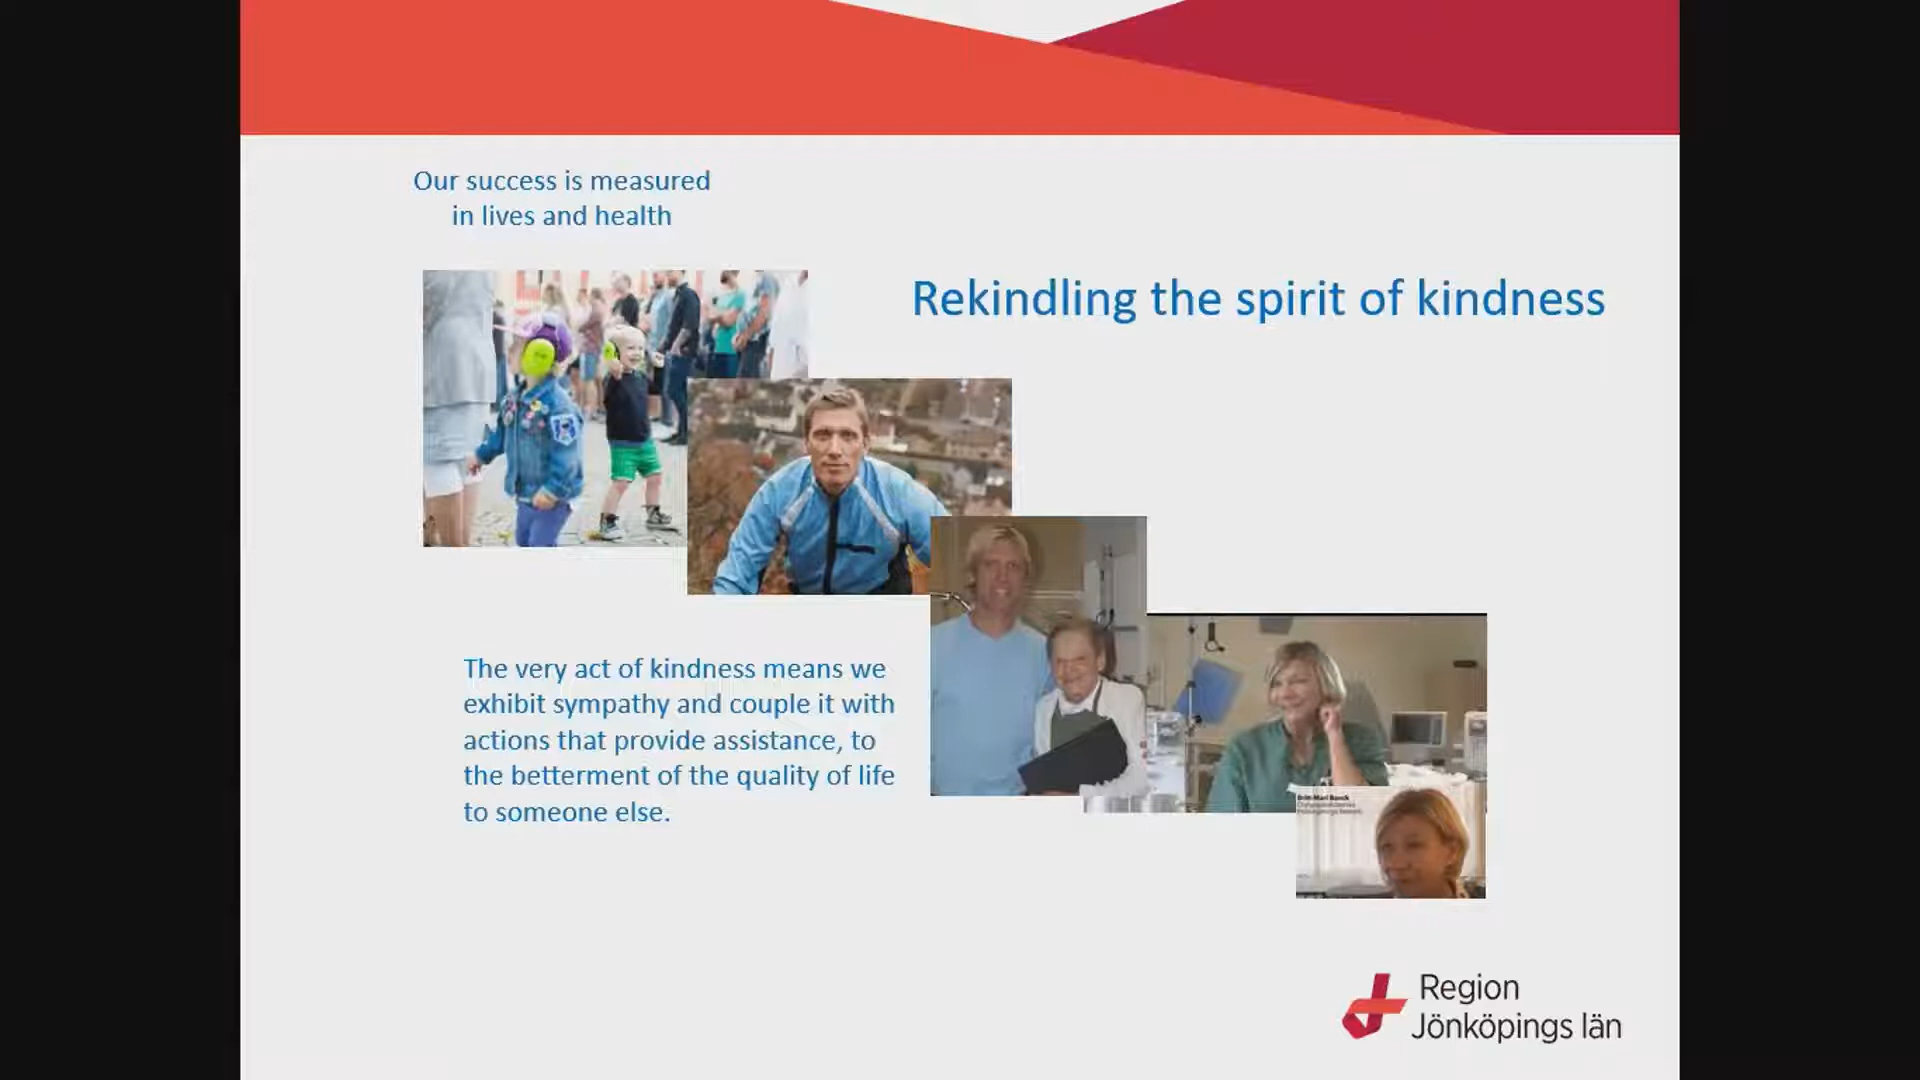 Our success is measured
in lives and health
Rekindling the spirit of kindness
The very act of kindness means we
exhibit sympathy and couple it with
actions that provide assistance, to
the betterment of the quality of life
to someone else.
Region
Jönköpings län